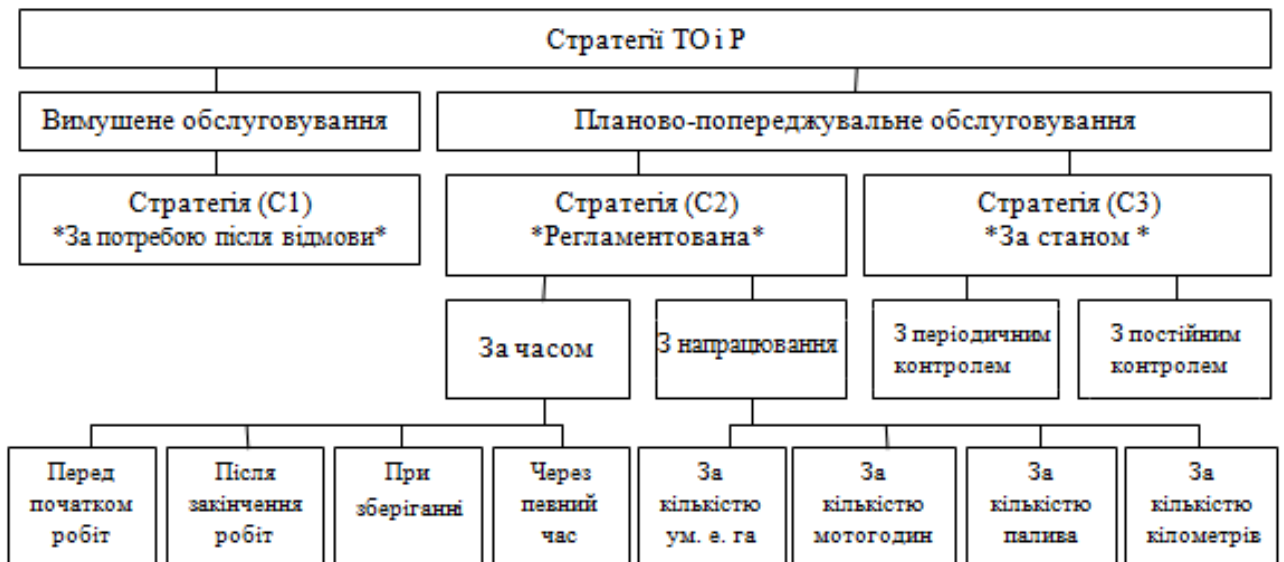 Стратегії ТО і Р
Вимушене обслуговування
Планово-попереджувальне обслуговування
Стратегія (С1)
*За потребою після відмови*
Стратегія (С2)
*Регламентована*
Стратегія (С3)
*За станом *
За часом
З напрацювання
З періодичним
контролем
З постійним
контролем
Перед
початком
робіт
Після
закінчення
робіт
При
зберіганні
Через
певний
час
За
кількістю
ум. е. га
За
кількістю
мотогодин
За
кількістю
палива
За
кількістю
кілометрів